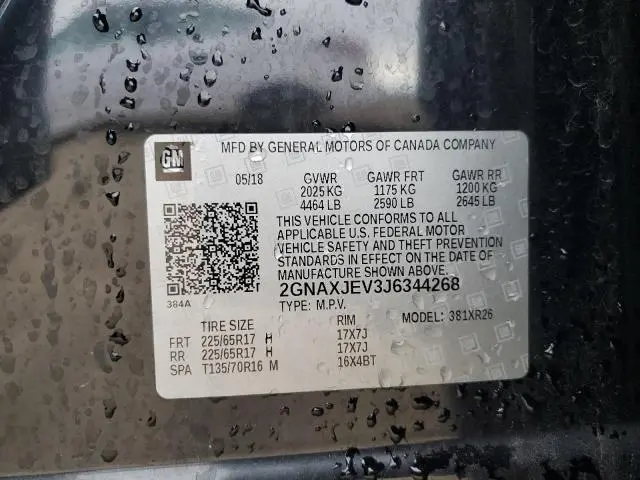 GM MFD BY GENERAL MOTORS OF CANADA COMPANY
05/18 GVWR GAWR FRT GAWR RR
2025 KG 1175 KG 1200 KG
4464 LB 2590 LB 2645 LB
THIS VEHICLE CONFORMS TO ALL
APPLICABLE U.S. FEDERAL MOTOR
VEHICLE SAFETY AND THEFT PREVENTION
STANDARDS IN EFFECT ON THE DATE OF
MANUFACTURE SHOWN ABOVE.
384A 2GNAXJEV3J6344268
TYPE: M.P.V. MODEL: 381XR26
TIRE SIZE RIM
FRT 225/65R17 H 17X7J
RR 225/65R17 H 17X7J
SPA T135/70R16 M 16X4BT